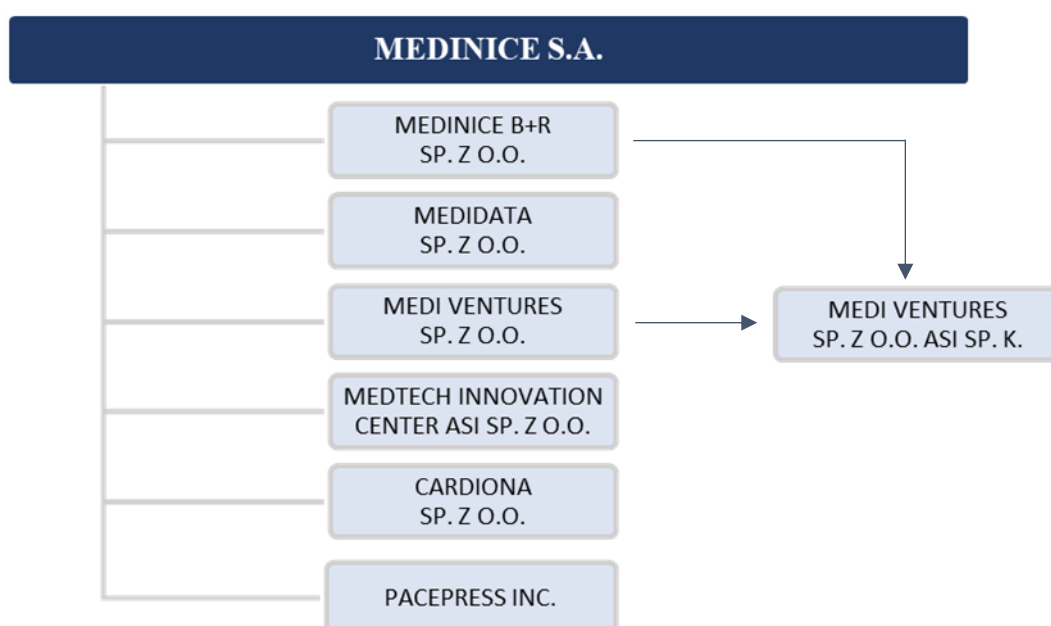 MEDINICE S.A.
MEDINICE B+R
SP. Z O.O.
MEDIDATA
SP. Z O.O.
MEDI VENTURES
SP. Z O.O.
MEDI VENTURES
SP. Z O.O. ASI SP. K.
MEDTECH INNOVATION
CENTER ASI SP. Z O.O.
CARDIONA
SP. Z O.O.
PACEPRESS INC.